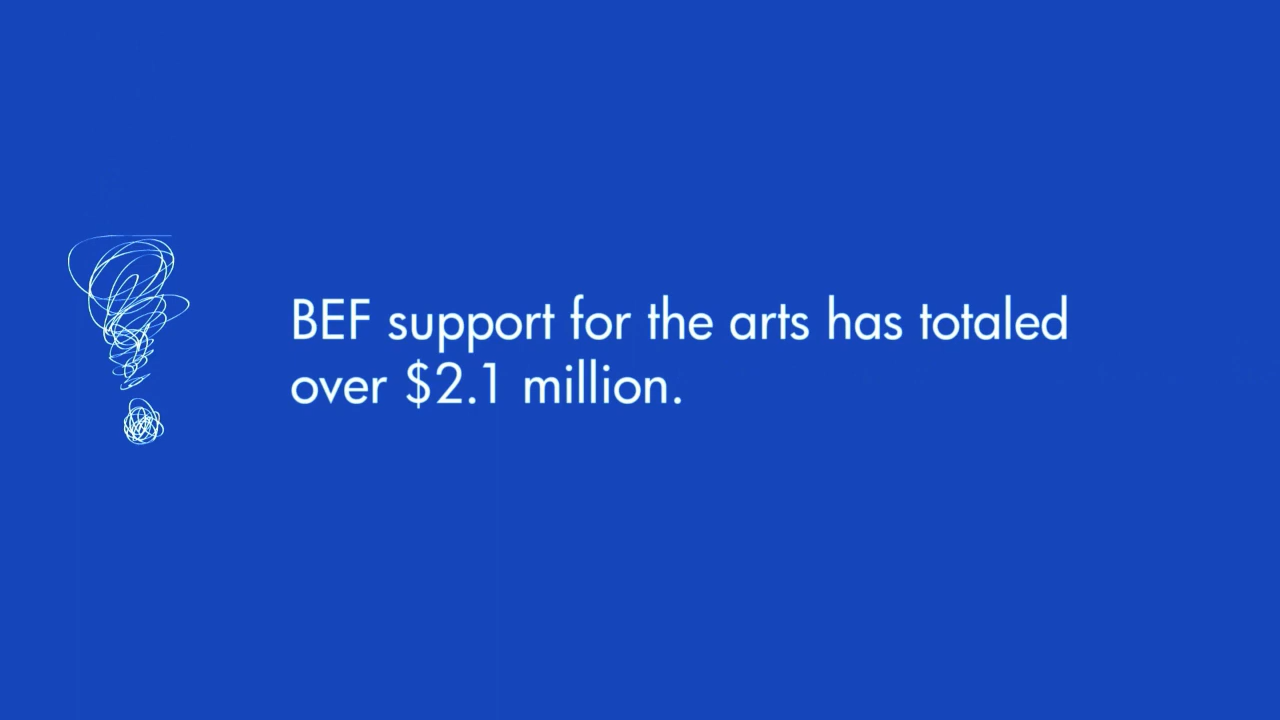 BEF support for the arts has totaled
over $2.1 million.